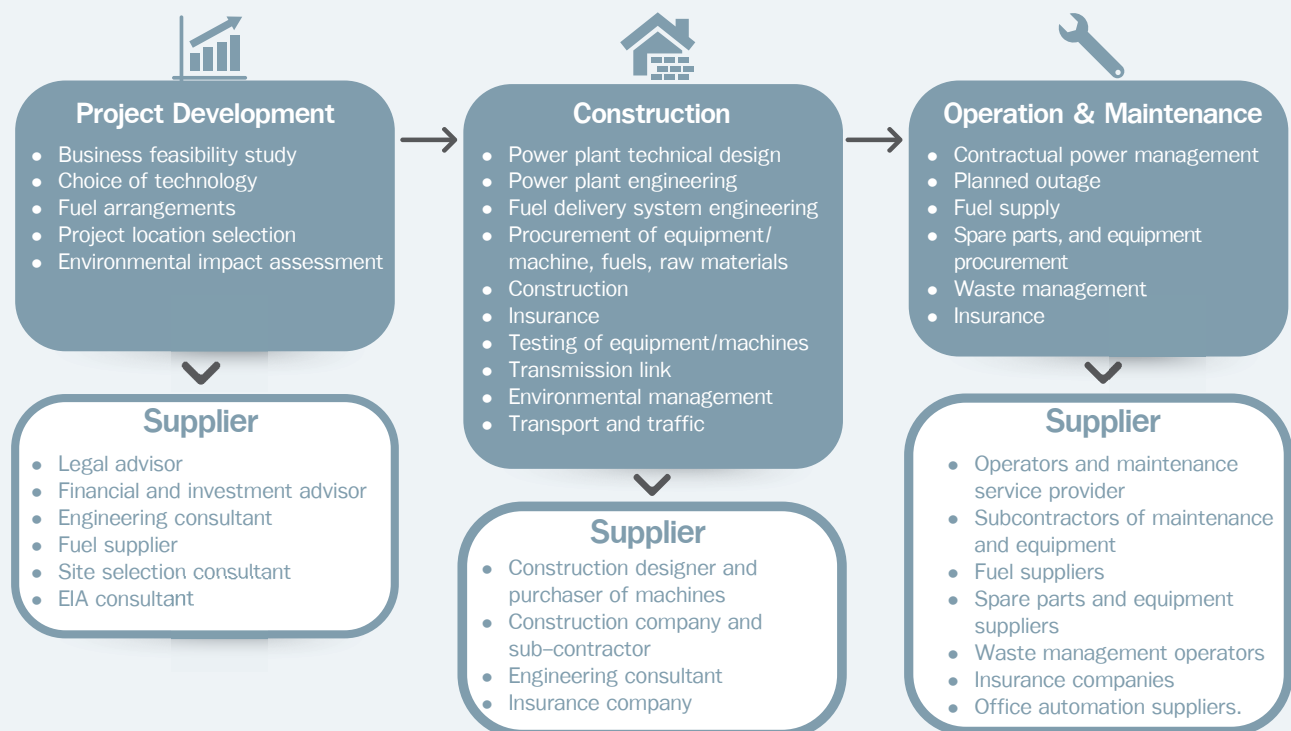 Project Development
• Business feasibility study
• Choice of technology
• Fuel arrangements
• Project location selection
• Environmental impact assessment
Supplier
• Legal advisor
• Financial and investment advisor
• Engineering consultant
• Fuel supplier
• Site selection consultant
• EIA consultant
Construction
• Power plant technical design
• Power plant engineering
• Fuel delivery system engineering
• Procurement of equipment/
machine, fuels, raw materials
• Construction
• Insurance
• Testing of equipment/machines
• Transmission link
• Environmental management
• Transport and traffic
Supplier
• Construction designer and
purchaser of machines
• Construction company and
sub-contractor
• Engineering consultant
• Insurance company
Operation & Maintenance
• Contractual power management
• Planned outage
• Fuel supply
• Spare parts, and equipment
procurement
• Waste management
• Insurance
Supplier
• Operators and maintenance
service provider
• Subcontractors of maintenance
and equipment
• Fuel suppliers
• Spare parts and equipment
suppliers
• Waste management operators
• Insurance companies
• Office automation suppliers.